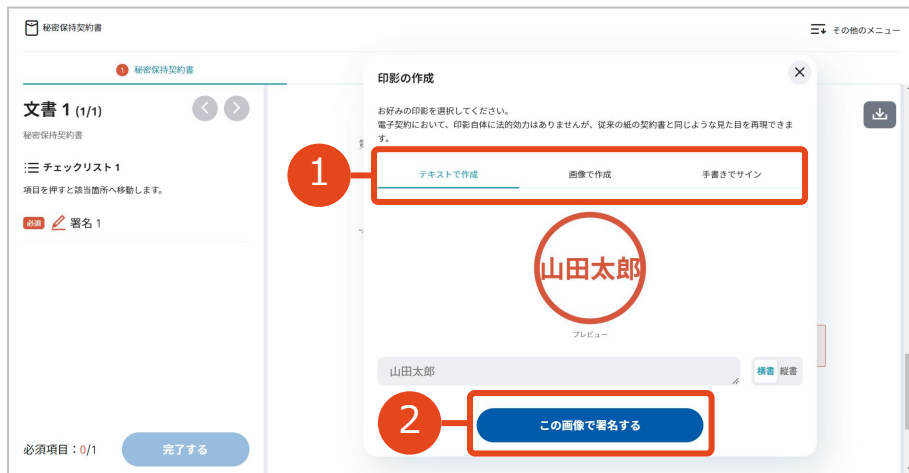 秘密保持契約書
その他のメニュー
1 秘密保持契約書
文書 1 (1/1)
秘密保持契約書
チェックリスト 1
項目を押すと該当箇所へ移動します。
必須 署名 1
必須項目：0/1
完了する
印影の作成
お好みの印影を選択してください。
電子契約において、印影自体に法的効力はありませんが、従来の紙の契約書と同じような見た目を再現できま
す。
1
テキストで作成 画像で作成 手書きでサイン
山田太郎
プレビュー
山田太郎
横書 縦書
2
この画像で署名する